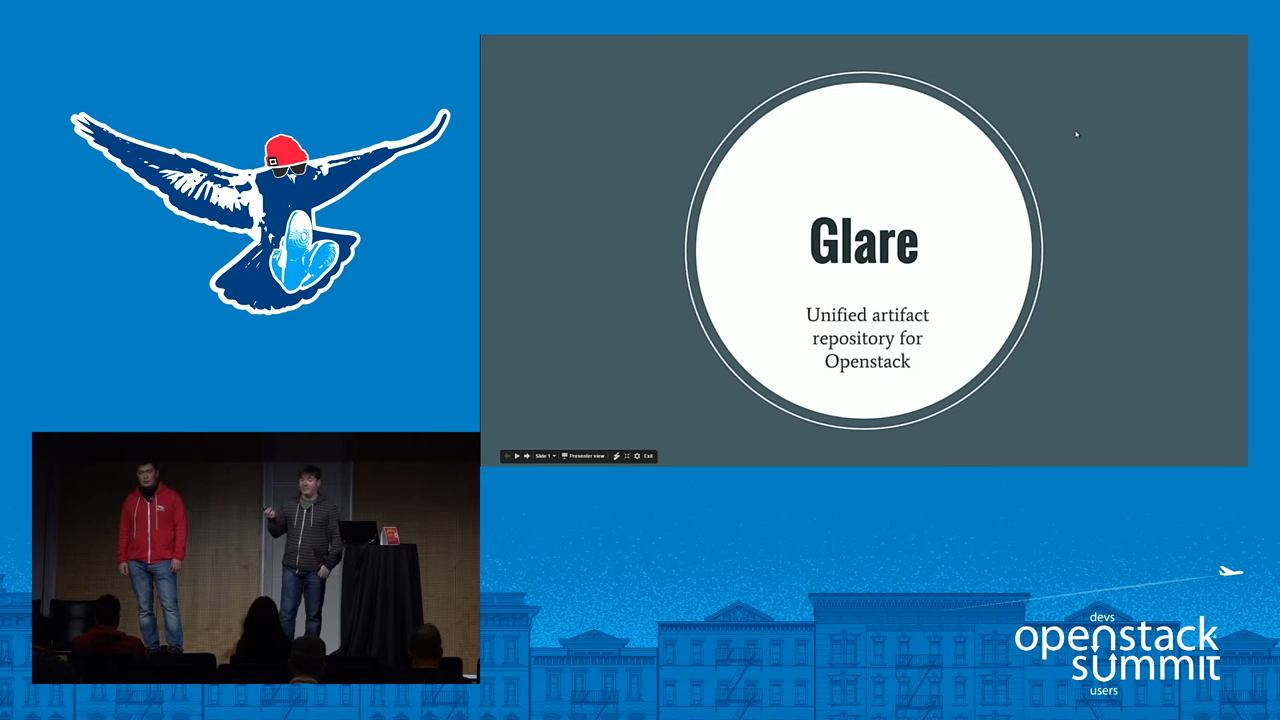 Glare
Unified artifact
repository for
Openstack
Slide 1
Presenter view
Exit
devs
openstack
summit
users